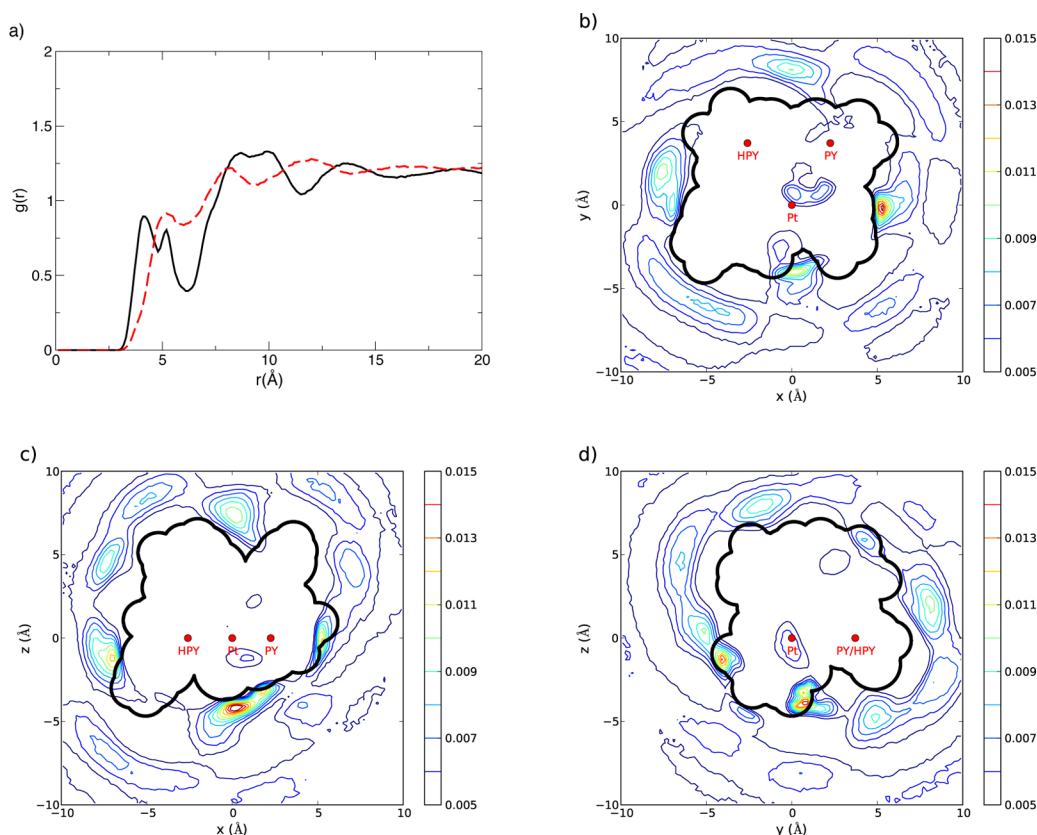 a)
2
1.5
1
0.5
0
g(r)
0 5 10 15 20
r(Å)
b)
10
5
0
−5
−10
y (Å)
HPY PY
Pt
−10 −5 0 5 10
x (Å)
0.015
0.013
0.011
0.009
0.007
0.005
c)
10
5
0
−5
−10
z (Å)
HPY Pt PY
−10 −5 0 5 10
x (Å)
0.015
0.013
0.011
0.009
0.007
0.005
d)
10
5
0
−5
−10
z (Å)
Pt PY/HPY
−10 −5 0 5 10
y (Å)
0.015
0.013
0.011
0.009
0.007
0.005